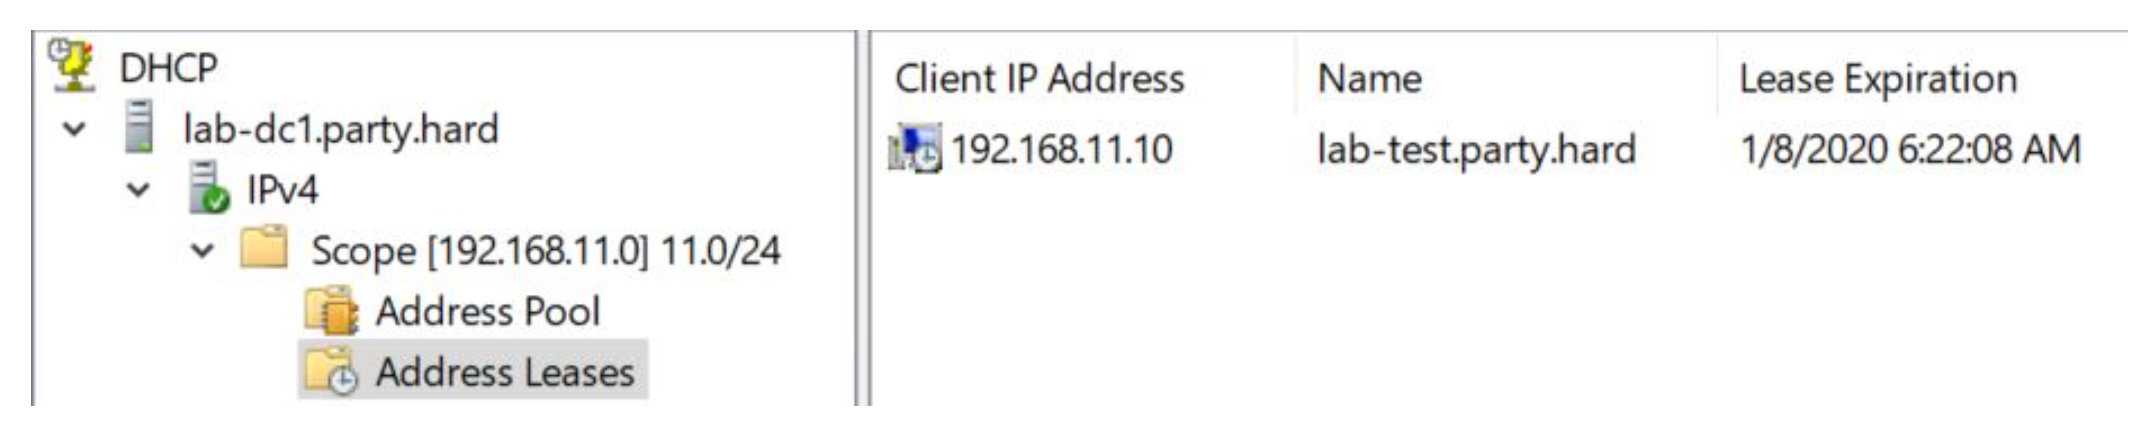 DHCP
lab-dc1.party.hard
IPv4
Scope [192.168.11.0] 11.0/24
Address Pool
Address Leases
Client IP Address Name Lease Expiration
192.168.11.10 lab-test.party.hard 1/8/2020 6:22:08 AM